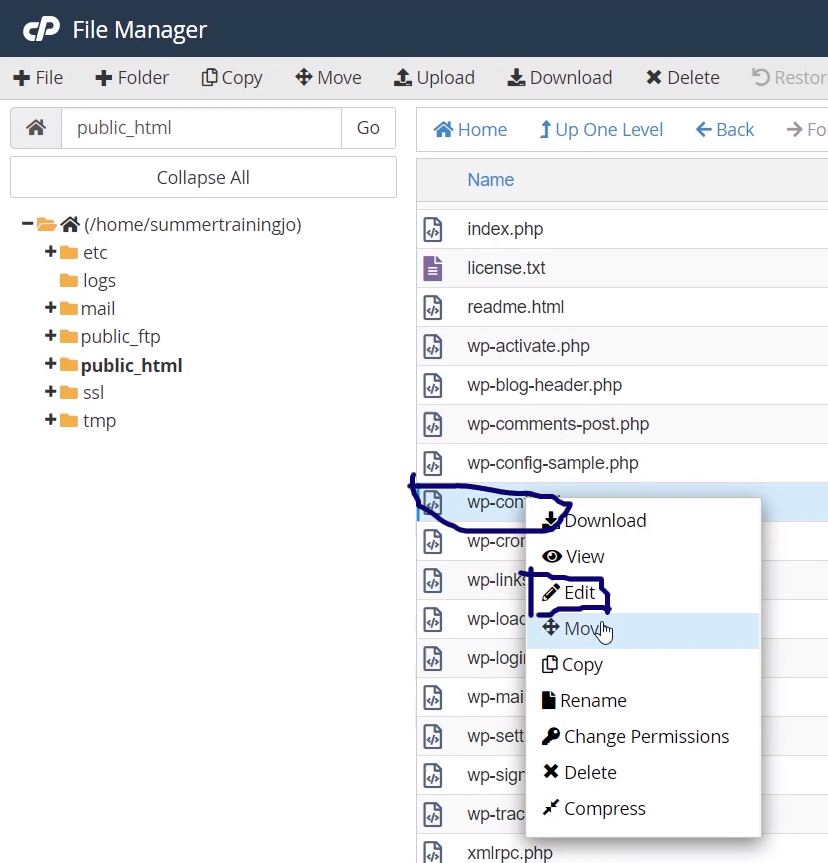 cP File Manager
File Folder Copy Move Upload Download Delete Restor
public_html Go
Home Up One Level Back Fo
Collapse All
Name
(/home/summertrainingjo)
etc
logs
mail
public_ftp
public_html
ssl
tmp
index.php
license.txt
readme.html
wp-activate.php
wp-blog-header.php
wp-comments-post.php
wp-config-sample.php
wp-con
wp-cron
wp-links
wp-load
wp-login
wp-mai
wp-sett
wp-sign
wp-trac
xmlrpc.php
Download
View
Edit
Move
Copy
Rename
Change Permissions
Delete
Compress